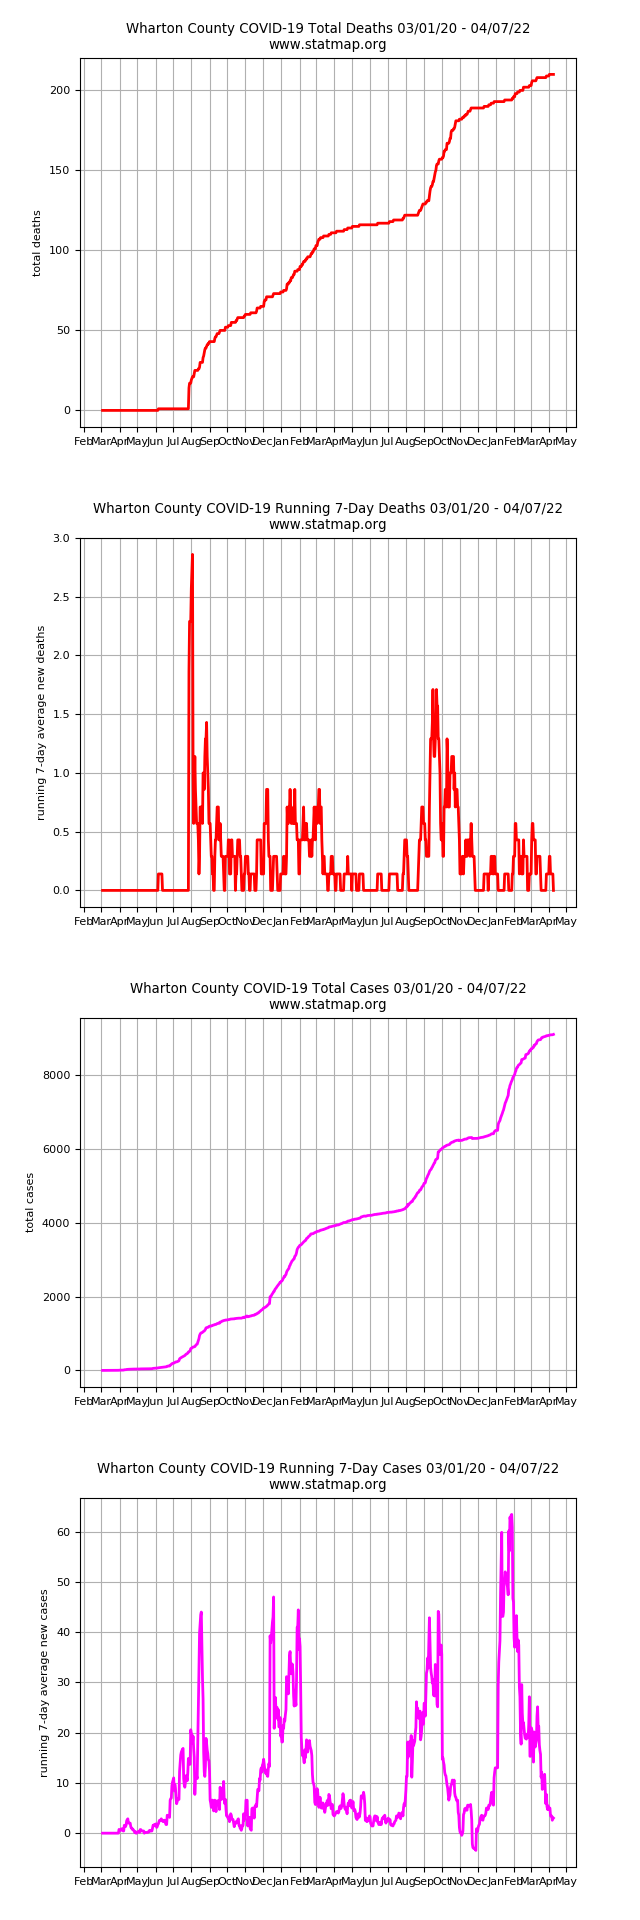 Wharton County COVID-19 Total Deaths 03/01/20 - 04/07/22
www.statmap.org
200
150
100
50
0
total deaths
Feb Mar Apr May Jun Jul Aug Sep Oct Nov Dec Jan Feb Mar Apr May Jun Jul Aug Sep Oct Nov Dec Jan Feb Mar Apr May
Wharton County COVID-19 Running 7-Day Deaths 03/01/20 - 04/07/22
www.statmap.org
3.0
2.5
2.0
1.5
1.0
0.5
0.0
running 7-day average new deaths
Feb Mar Apr May Jun Jul Aug Sep Oct Nov Dec Jan Feb Mar Apr May Jun Jul Aug Sep Oct Nov Dec Jan Feb Mar Apr May
Wharton County COVID-19 Total Cases 03/01/20 - 04/07/22
www.statmap.org
8000
6000
4000
2000
0
total cases
Feb Mar Apr May Jun Jul Aug Sep Oct Nov Dec Jan Feb Mar Apr May Jun Jul Aug Sep Oct Nov Dec Jan Feb Mar Apr May
Wharton County COVID-19 Running 7-Day Cases 03/01/20 - 04/07/22
www.statmap.org
60
50
40
30
20
10
0
running 7-day average new cases
Feb Mar Apr May Jun Jul Aug Sep Oct Nov Dec Jan Feb Mar Apr May Jun Jul Aug Sep Oct Nov Dec Jan Feb Mar Apr May